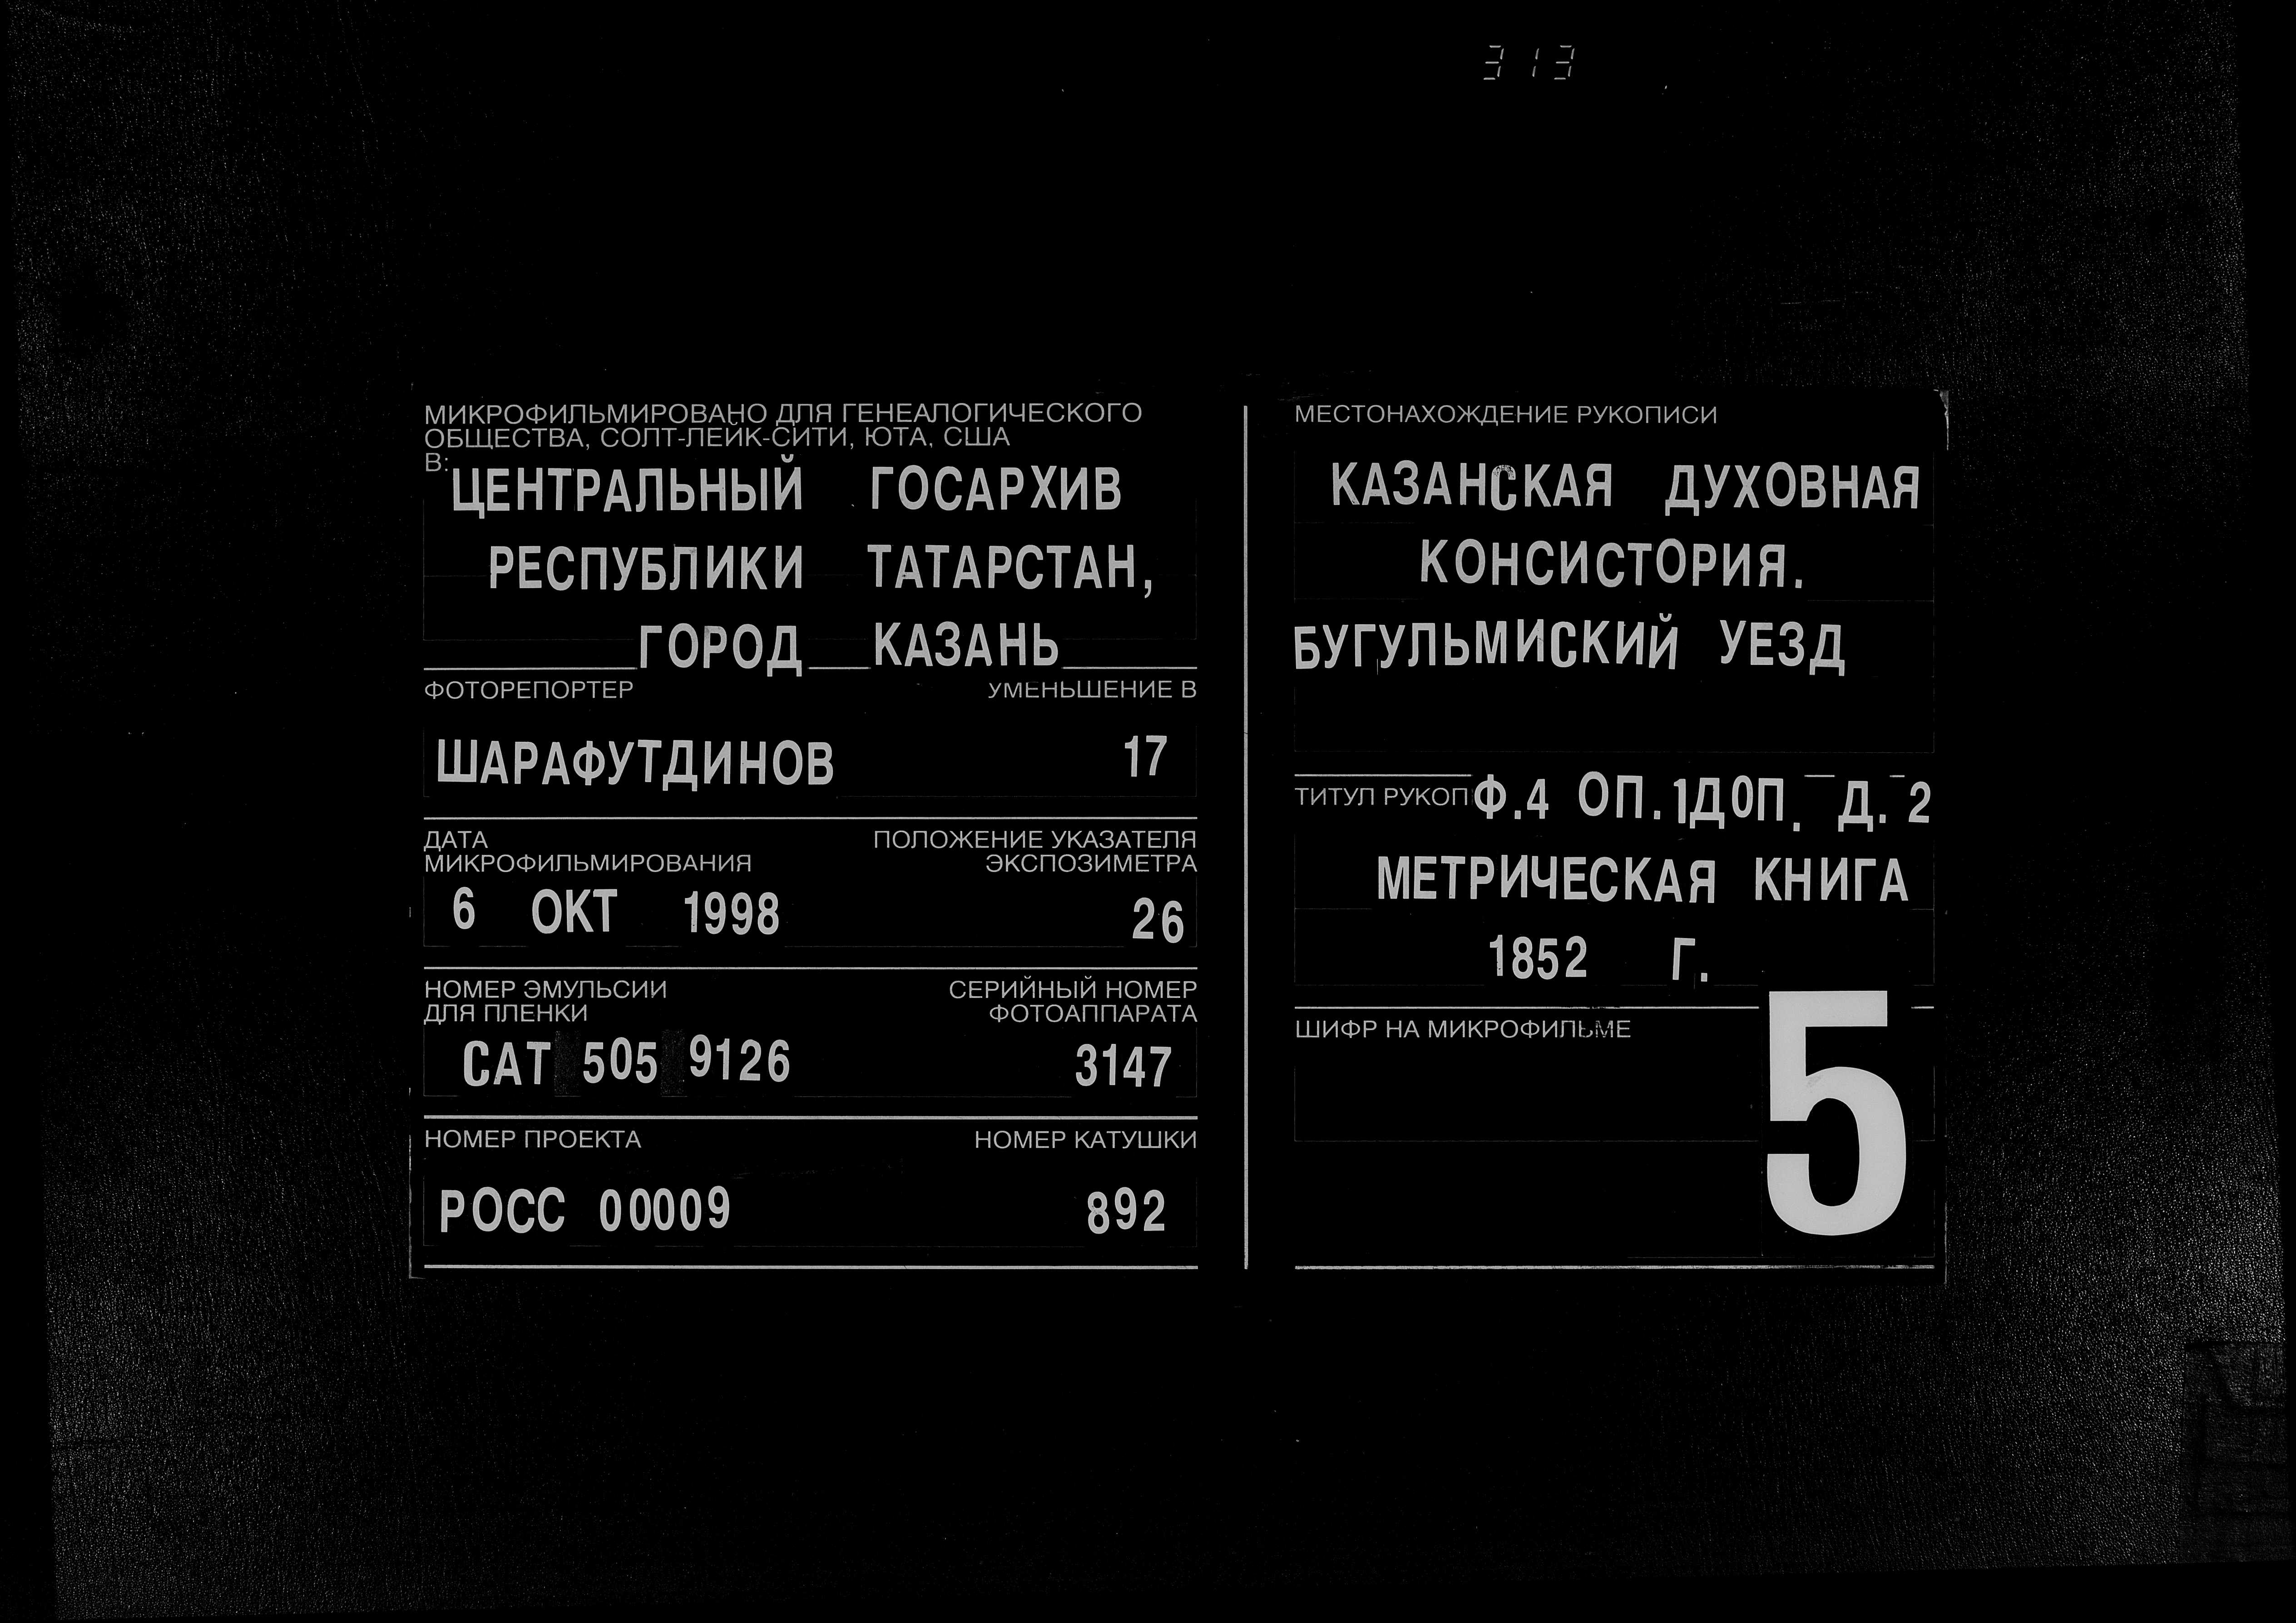 313
МИКРОФИЛЬМИРОВАНО ДЛЯ ГЕНЕАЛОГИЧЕСКОГО
ОБЩЕСТВА, СОЛТ-ЛЕЙК-СИТИ, ЮТА, США
В:
ЦЕНТРАЛЬНЫЙ ГОСАРХИВ
РЕСПУБЛИКИ ТАТАРСТАН,
ГОРОД КАЗАНЬ
ФОТОРЕПОРТЕР УМЕНЬШЕНИЕ В
ШАРАФУТДИНОВ 17
ДАТА ПОЛОЖЕНИЕ УКАЗАТЕЛЯ
МИКРОФИЛЬМИРОВАНИЯ ЭКСПОЗИМЕТРА
6 ОКТ 1998 26
НОМЕР ЭМУЛЬСИИ СЕРИЙНЫЙ НОМЕР
ДЛЯ ПЛЕНКИ ФОТОАППАРАТА
САТ 505 9126 3147
НОМЕР ПРОЕКТА НОМЕР КАТУШКИ
РОСС 00009 892
МЕСТОНАХОЖДЕНИЕ РУКОПИСИ
КАЗАНСКАЯ ДУХОВНАЯ
КОНСИСТОРИЯ.
БУГУЛЬМИСКИЙ УЕЗД
ТИТУЛ РУКОП Ф.4 ОП.1ДОП. Д. 2
МЕТРИЧЕСКАЯ КНИГА
1852 Г.
ШИФР НА МИКРОФИЛЬМЕ
5